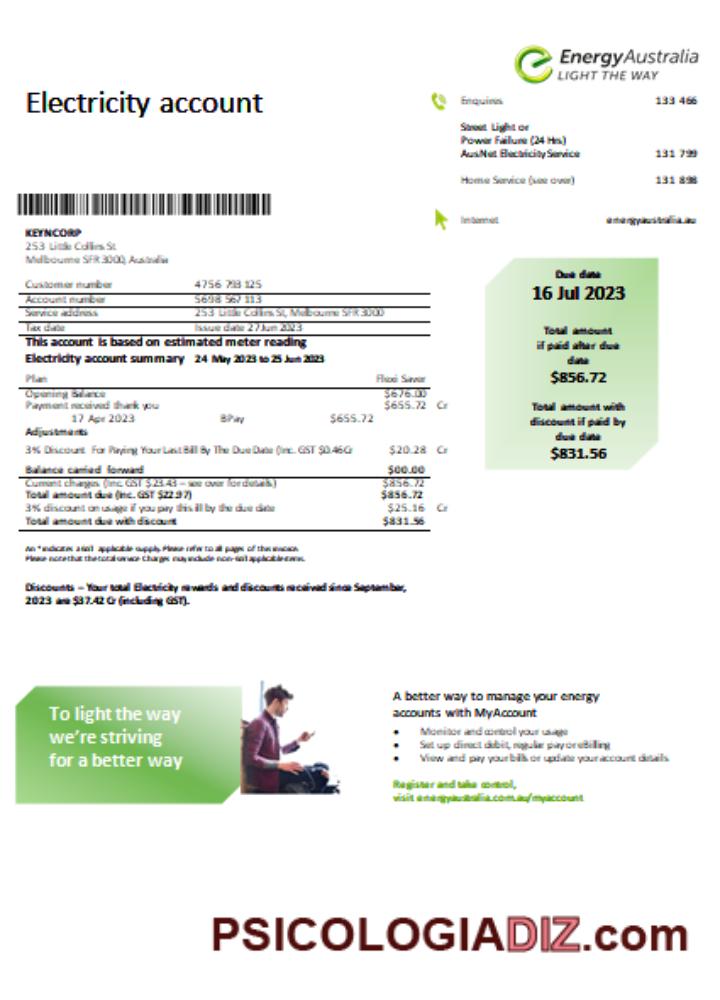 EnergyAustralia
LIGHT THE WAY
Electricity account
Enquires 133 466
Street Light or
Power Failure (24 Hrs)
AusNet Electricity Service 131 799
Home Service (see over) 131 898
Internet energyaustralia.au
KEYNCORP
253 Little Collins St
Melbourne SFR 3000, Australia
Customer number 4756 793 125
Account number 5698 567 113
Service address 253 Little Collins St, Melbourne SFR 3000
Tax date Issue date 27 Jun 2023
This account is based on estimated meter reading
Electricity account summary 24 May 2023 to 25 Jun 2023
Plan Flexi Saver
Opening Balance $676.00
Payment received thank you $655.72 Cr
17 Apr 2023 BPay $655.72
Adjustments
3% Discount For Paying Your Last Bill By The Due Date (Inc. GST $0.46Cr $20.28 Cr
Balance carried forward $00.00
Current charges (Inc. GST $23.43 – see over for details) $856.72
Total amount due (Inc. GST $22.97) $856.72
3% discount on usage if you pay this ill by the due date $25.16 Cr
Total amount due with discount $831.56
Due date
16 Jul 2023
Total amount
if paid after due
date
$856.72
Total amount with
discount if paid by
due date
$831.56
An * indicates a applicable supply. Please refer to all pages of this invoice.
Please note that the total service Charges may include applicable items.
Discounts – Your total Electricity rewards and discounts received since September,
2023 are $37.42 Cr (including GST).
To light the way
we're striving
for a better way
A better way to manage your energy
accounts with MyAccount
• Monitor and control your usage
• Set up direct debit, regular pay or eBilling
• View and pay your bills or update your account details
Register and take control,
visit energyaustralia.com.au/myaccount
PSICOLOGIADIZ.com